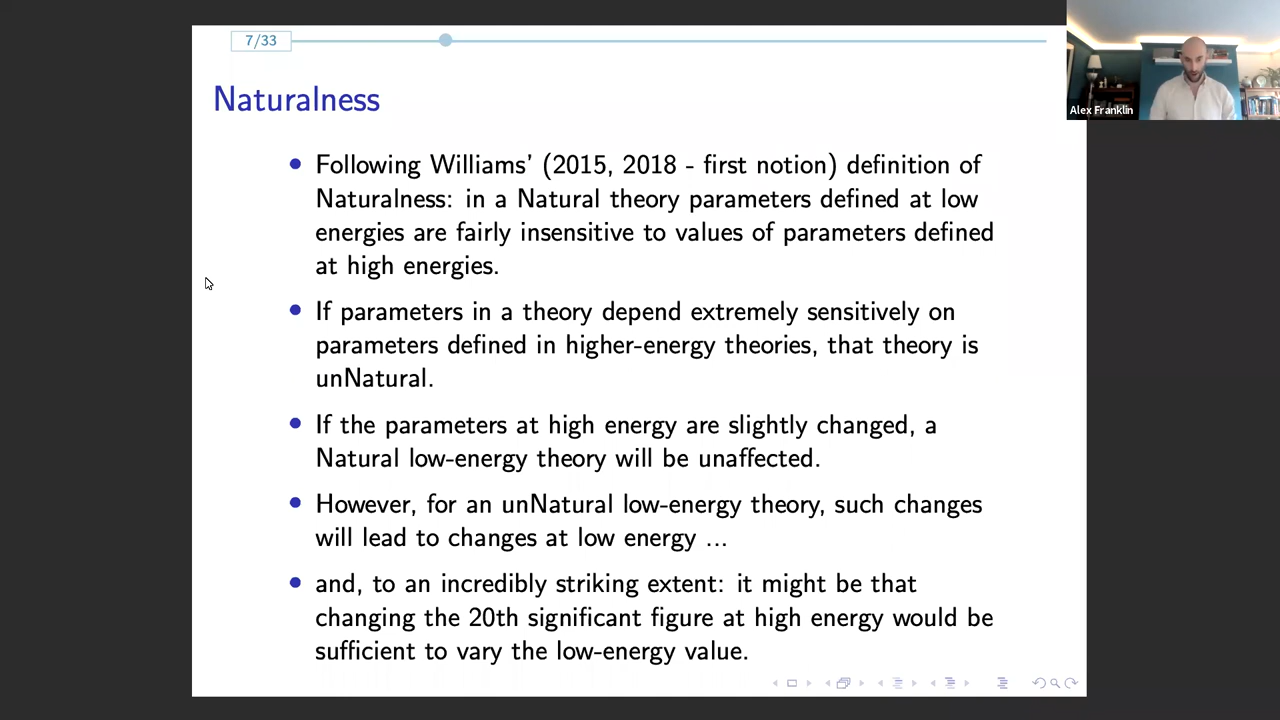 7/33
Alex Franklin
Naturalness
• Following Williams' (2015, 2018 - first notion) definition of
Naturalness: in a Natural theory parameters defined at low
energies are fairly insensitive to values of parameters defined
at high energies.
• If parameters in a theory depend extremely sensitively on
parameters defined in higher-energy theories, that theory is
unNatural.
• If the parameters at high energy are slightly changed, a
Natural low-energy theory will be unaffected.
• However, for an unNatural low-energy theory, such changes
will lead to changes at low energy ...
• and, to an incredibly striking extent: it might be that
changing the 20th significant figure at high energy would be
sufficient to vary the low-energy value.